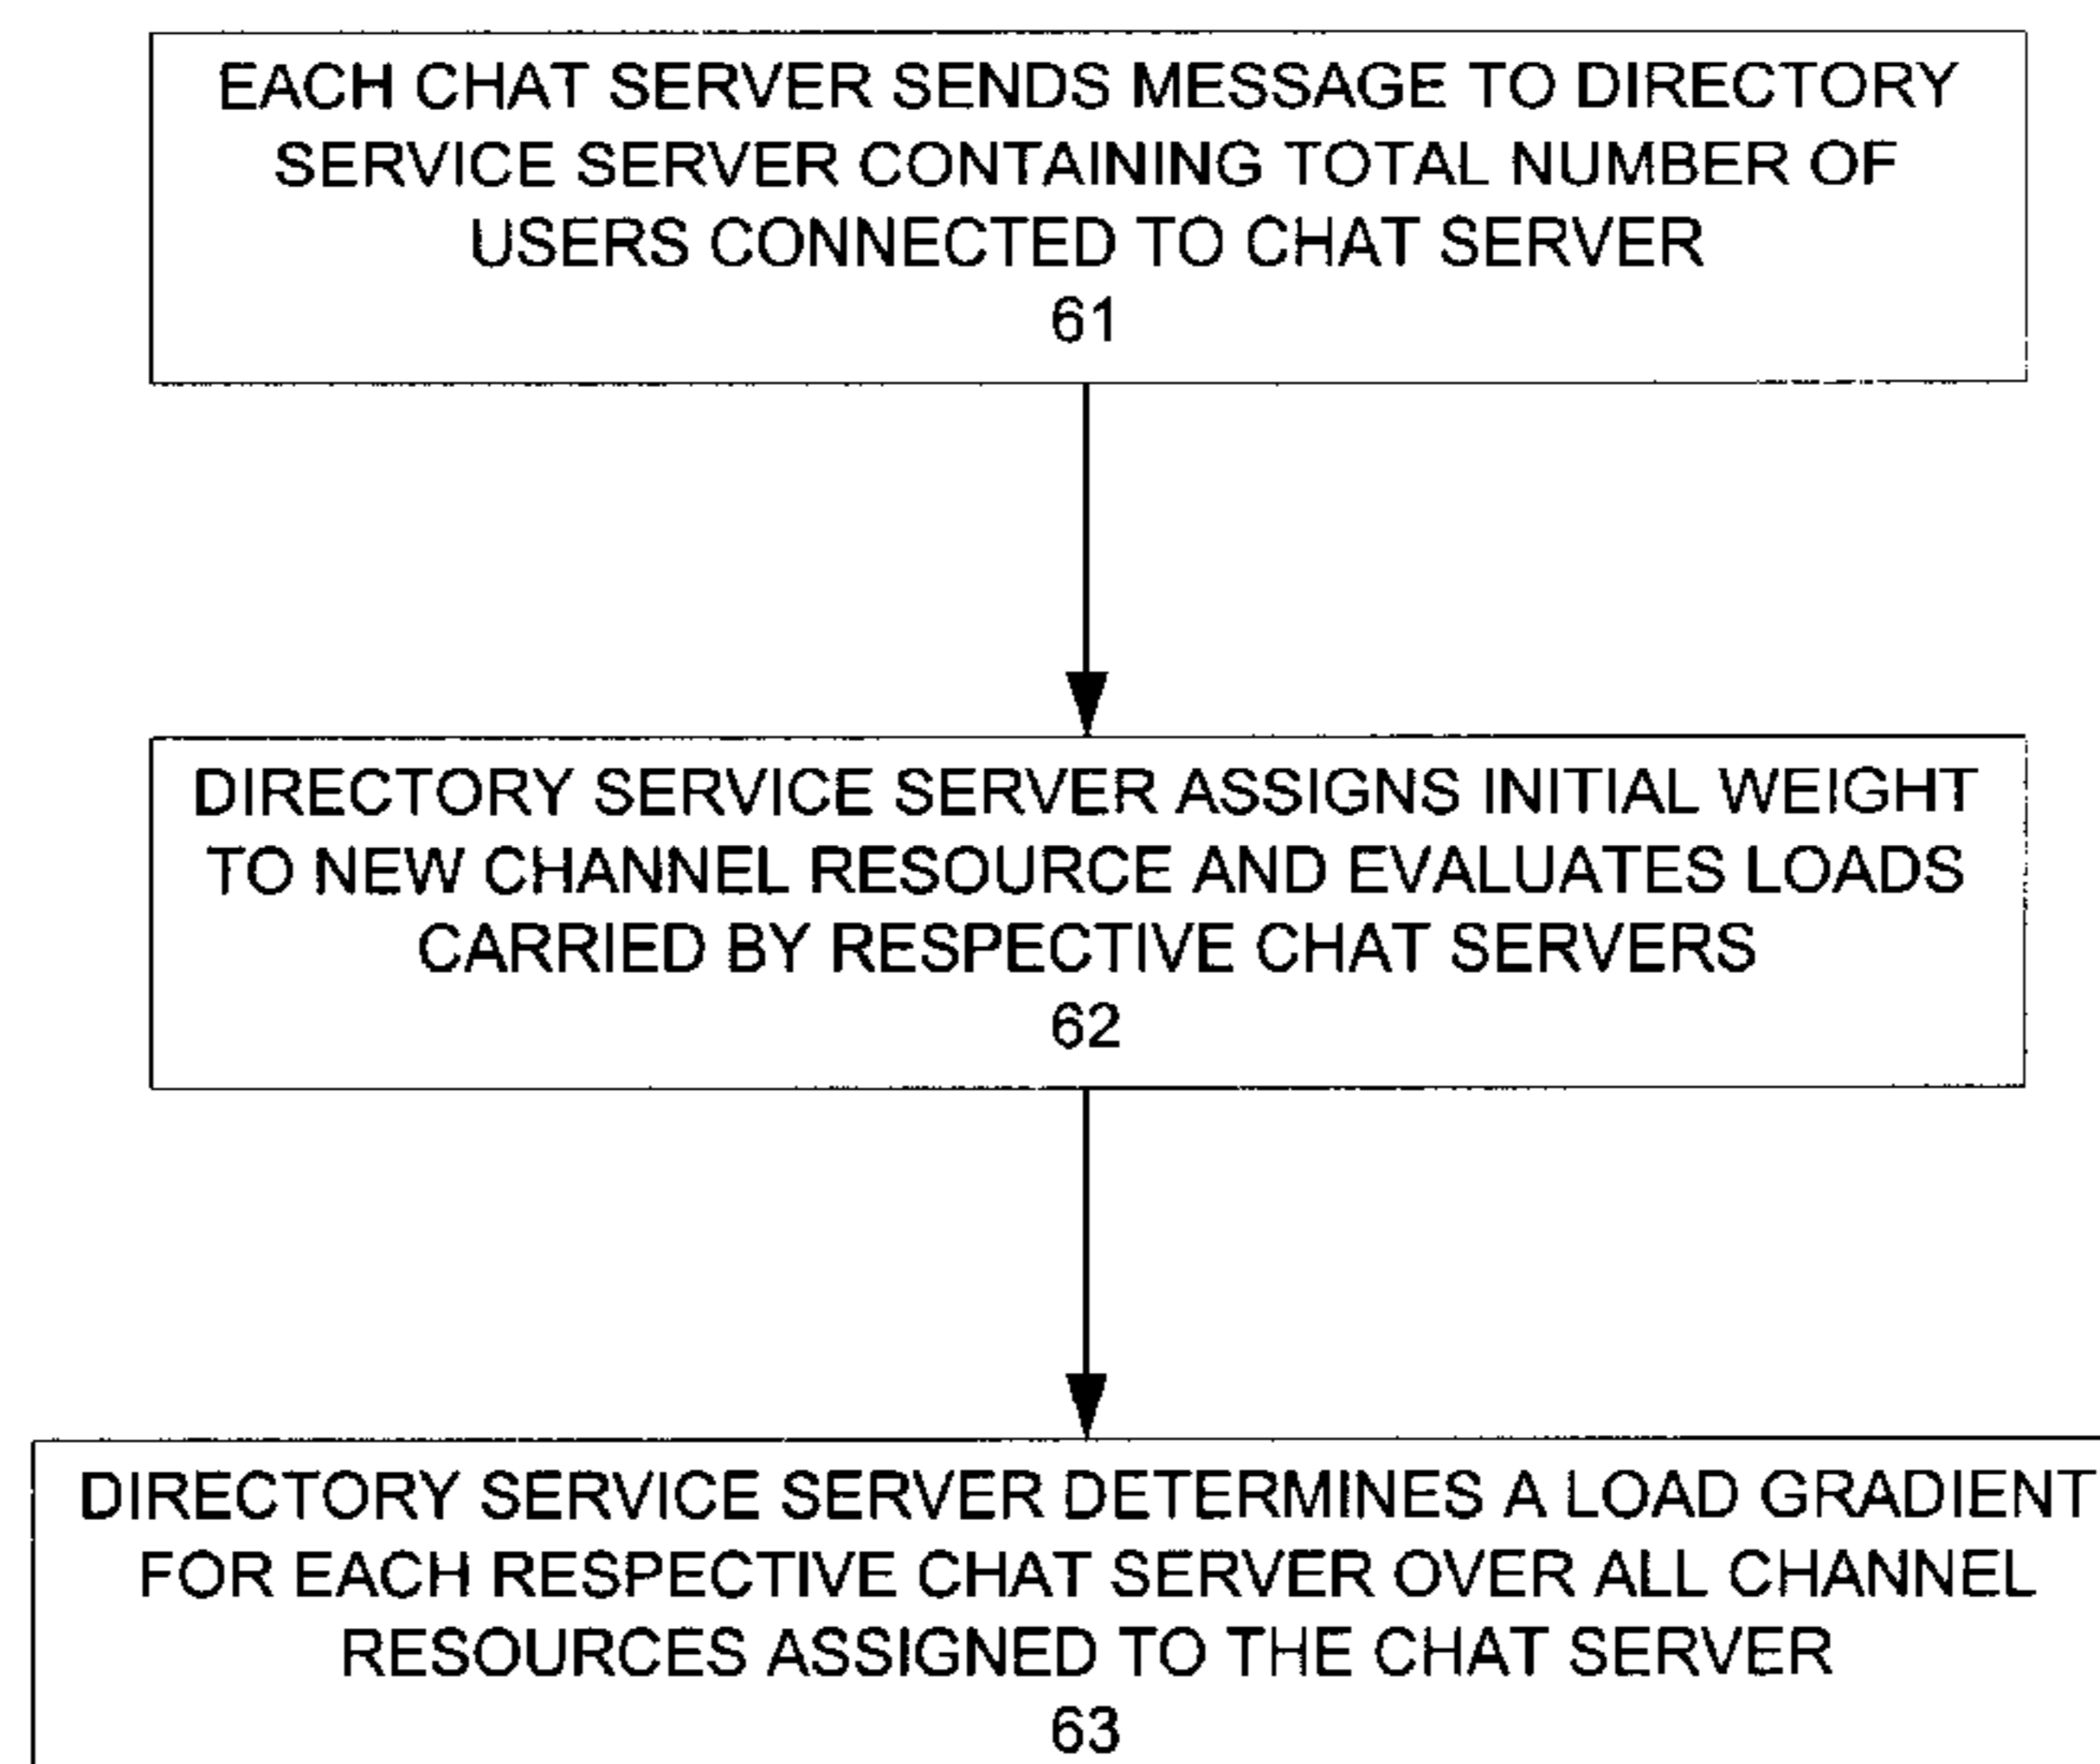 EACH CHAT SERVER SENDS MESSAGE TO DIRECTORY
SERVICE SERVER CONTAINING TOTAL NUMBER OF
USERS CONNECTED TO CHAT SERVER
61
DIRECTORY SERVICE SERVER ASSIGNS INITIAL WEIGHT
TO NEW CHANNEL RESOURCE AND EVALUATES LOADS
CARRIED BY RESPECTIVE CHAT SERVERS
62
DIRECTORY SERVICE SERVER DETERMINES A LOAD GRADIENT
FOR EACH RESPECTIVE CHAT SERVER OVER ALL CHANNEL
RESOURCES ASSIGNED TO THE CHAT SERVER
63